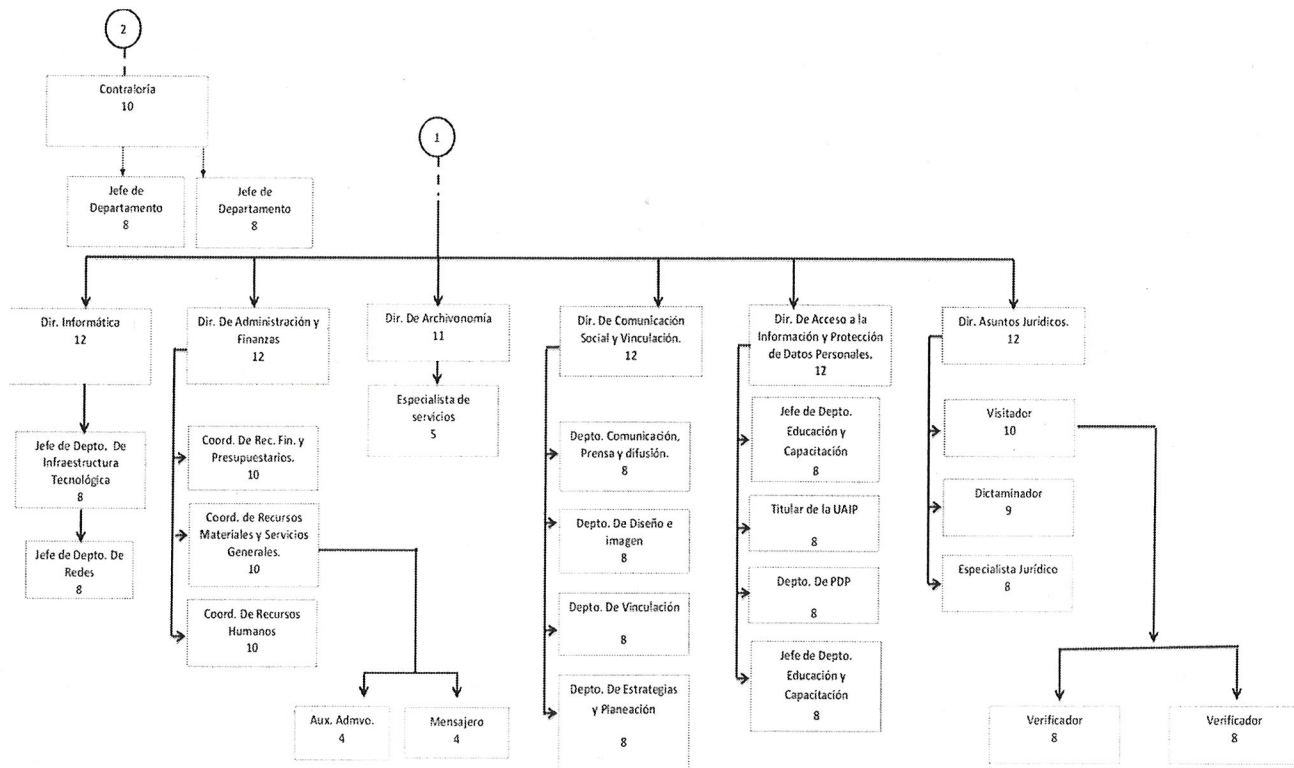 2
Contraloría
10
1
Jefe de
Departamento
8
Jefe de
Departamento
8
Dir. Informática
12
Dir. De Administración y
Finanzas
12
Dir. De Archivonomía
11
Dir. De Comunicación
Social y Vinculación.
12
Dir. De Acceso a la
Información y Protección
de Datos Personales.
12
Dir. Asuntos Jurídicos.
12
Jefe de Depto. De
Infraestructura
Tecnológica
8
Jefe de Depto. De
Redes
8
Coord. De Rec. Fin. y
Presupuestarios.
10
Coord. de Recursos
Materiales y Servicios
Generales.
10
Coord. De Recursos
Humanos
10
Aux. Admvo.
4
Mensajero
4
Especialista de
servicios
5
Depto. Comunicación,
Prensa y difusión.
8
Depto. De Diseño e
imagen
8
Depto. De Vinculación
8
Depto. De Estrategias
y Planeación
8
Jefe de Depto.
Educación y
Capacitación
8
Titular de la UAIP
8
Depto. De PDP
8
Jefe de Depto.
Educación y
Capacitación
8
Visitador
10
Dictaminador
9
Especialista Jurídico
8
Verificador
8
Verificador
8